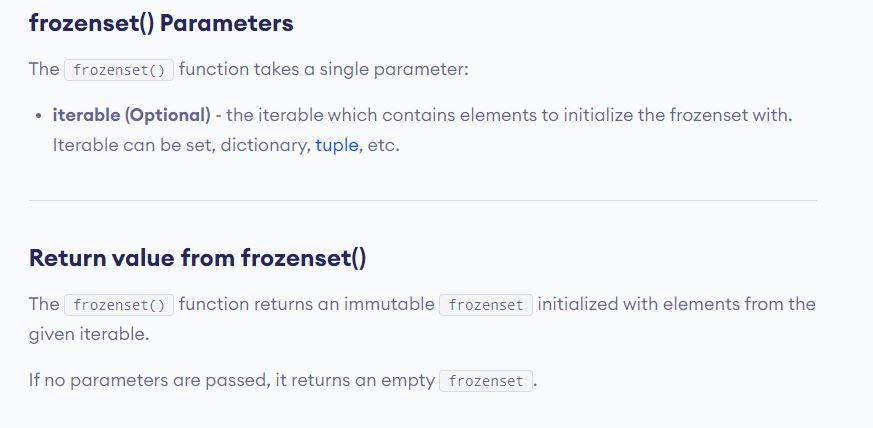 frozenset() Parameters
The frozenset() function takes a single parameter:
• iterable (Optional) - the iterable which contains elements to initialize the frozenset with.
Iterable can be set, dictionary, tuple, etc.
Return value from frozenset()
The frozenset() function returns an immutable frozenset initialized with elements from the
given iterable.
If no parameters are passed, it returns an empty frozenset.